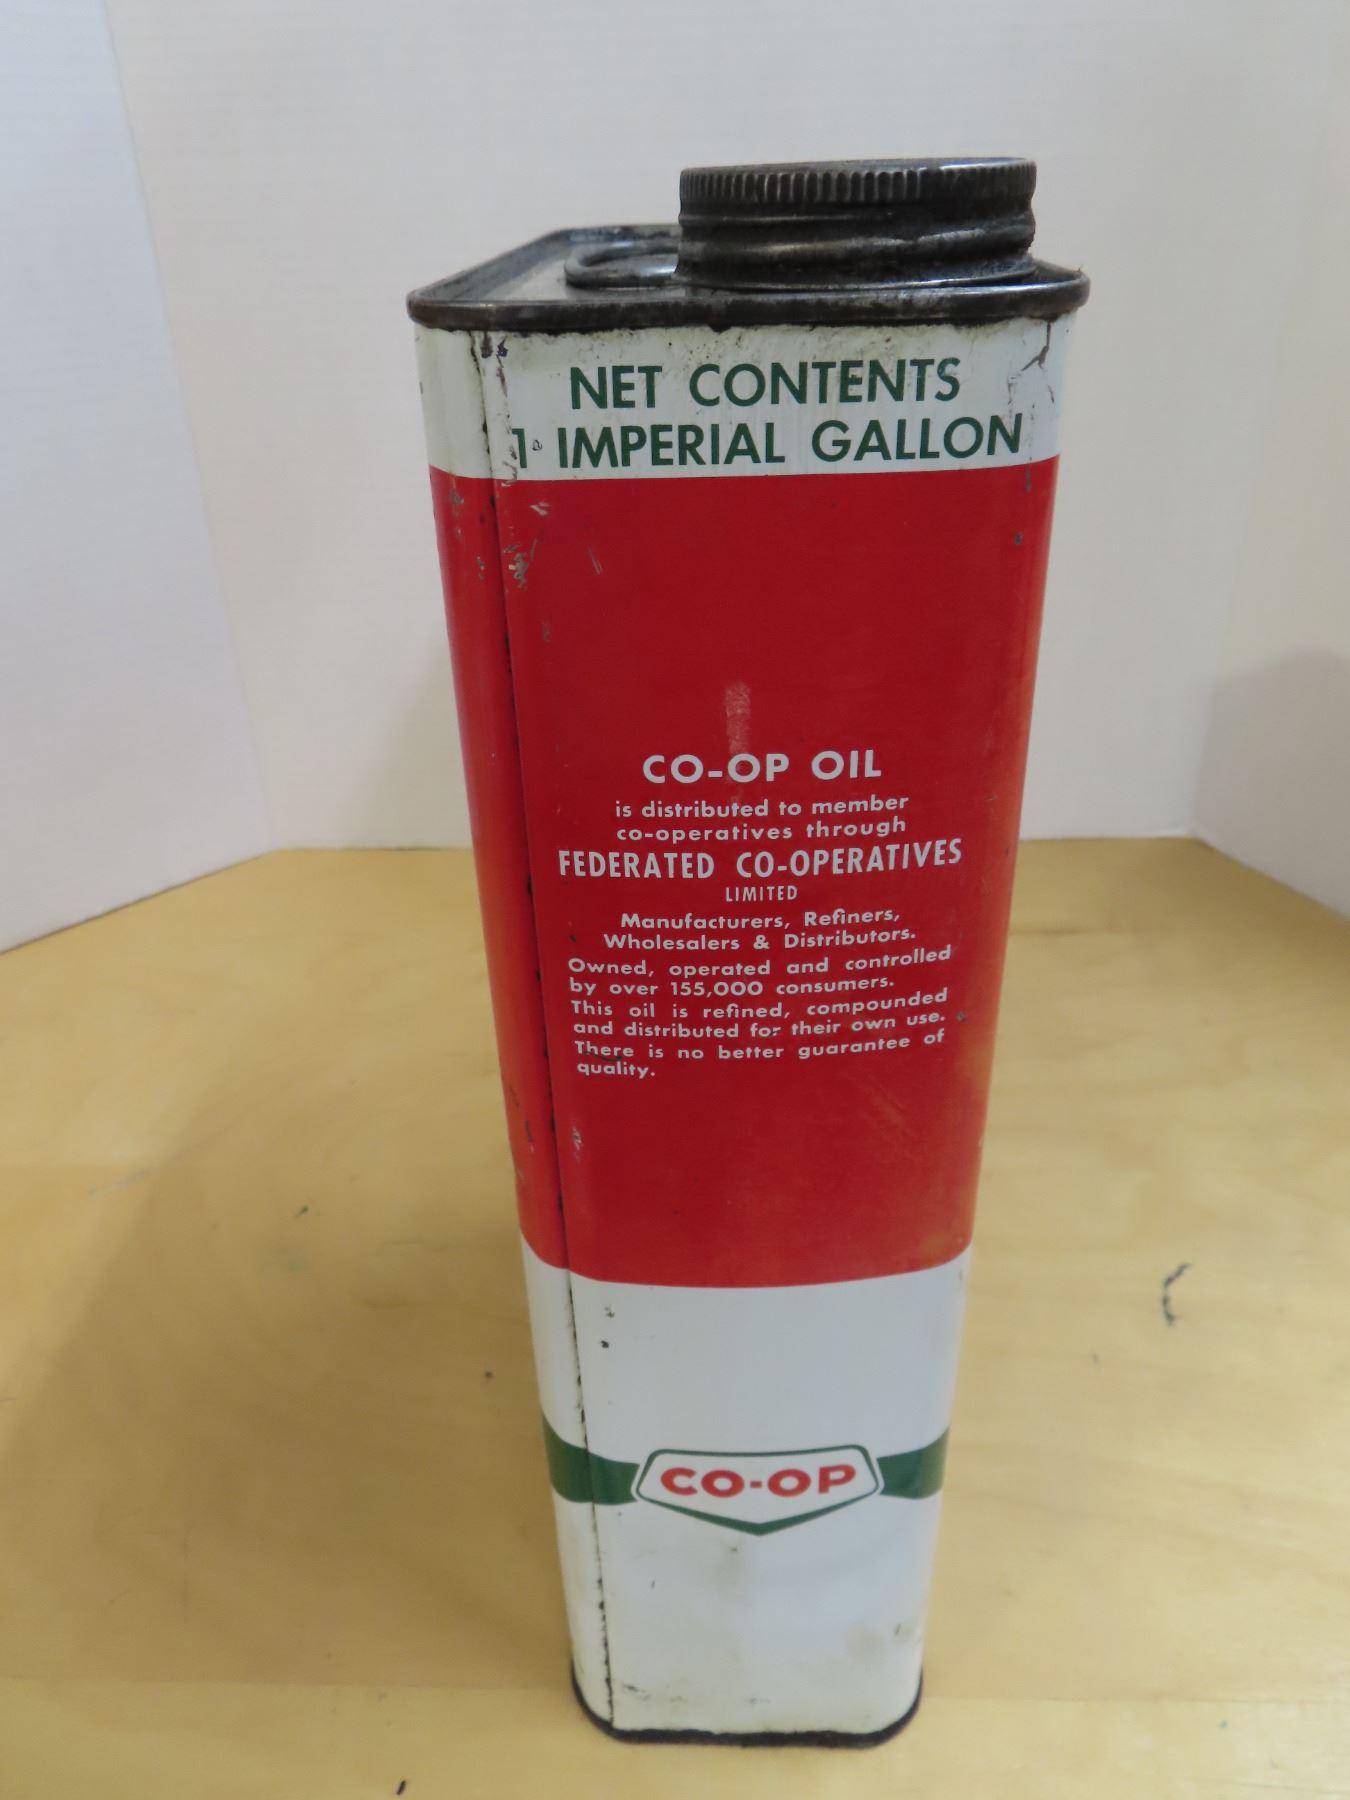 NET CONTENTS
1 IMPERIAL GALLON
CO-OP OIL
is distributed to member
co-operatives through
FEDERATED CO-OPERATIVES
LIMITED
Manufacturers, Refiners,
Wholesalers & Distributors.
Owned, operated and controlled
by over 155,000 consumers.
This oil is refined, compounded
and distributed for their own use.
There is no better guarantee of
quality.
CO-OP